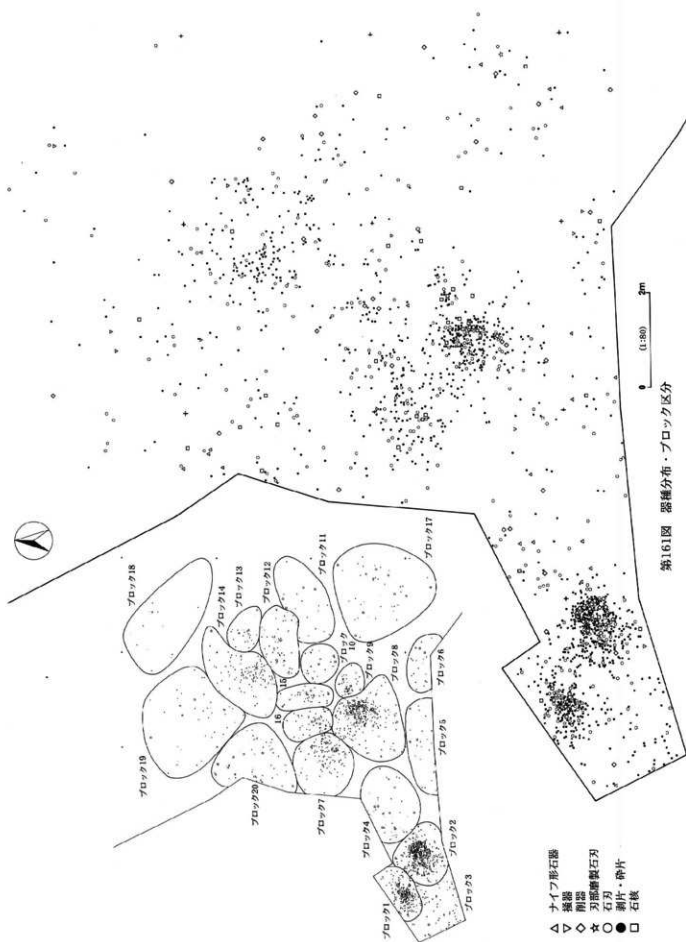 ブロック18
ブロック13
ブロック14
ブロック12
ブロック11
ブロック19
15
ブロック10
ブロック17
16
ブロック9
ブロック20
ブロック8
ブロック7
ブロック6
ブロック4
ブロック5
ブロック1
ブロック2
ブロック3
△ ナイフ形石器
▽ 掻器
◇ 削器
☆ 刃部磨製石刃
○ 石刃
● 剥片・砕片
□ 石核
0 (1:80) 2m
第161図 器種分布・ブロック区分